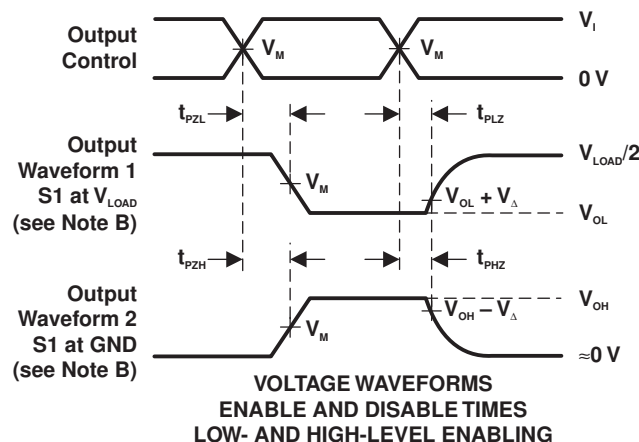 Output
Control
V_M
V_M
V_I
0 V
t_PZL
t_PLZ
Output
Waveform 1
S1 at V_LOAD
(see Note B)
V_M
V_OL + V_Δ
V_LOAD/2
V_OL
t_PZH
t_PHZ
Output
Waveform 2
S1 at GND
(see Note B)
V_M
V_OH – V_Δ
V_OH
≈0 V
VOLTAGE WAVEFORMS
ENABLE AND DISABLE TIMES
LOW- AND HIGH-LEVEL ENABLING